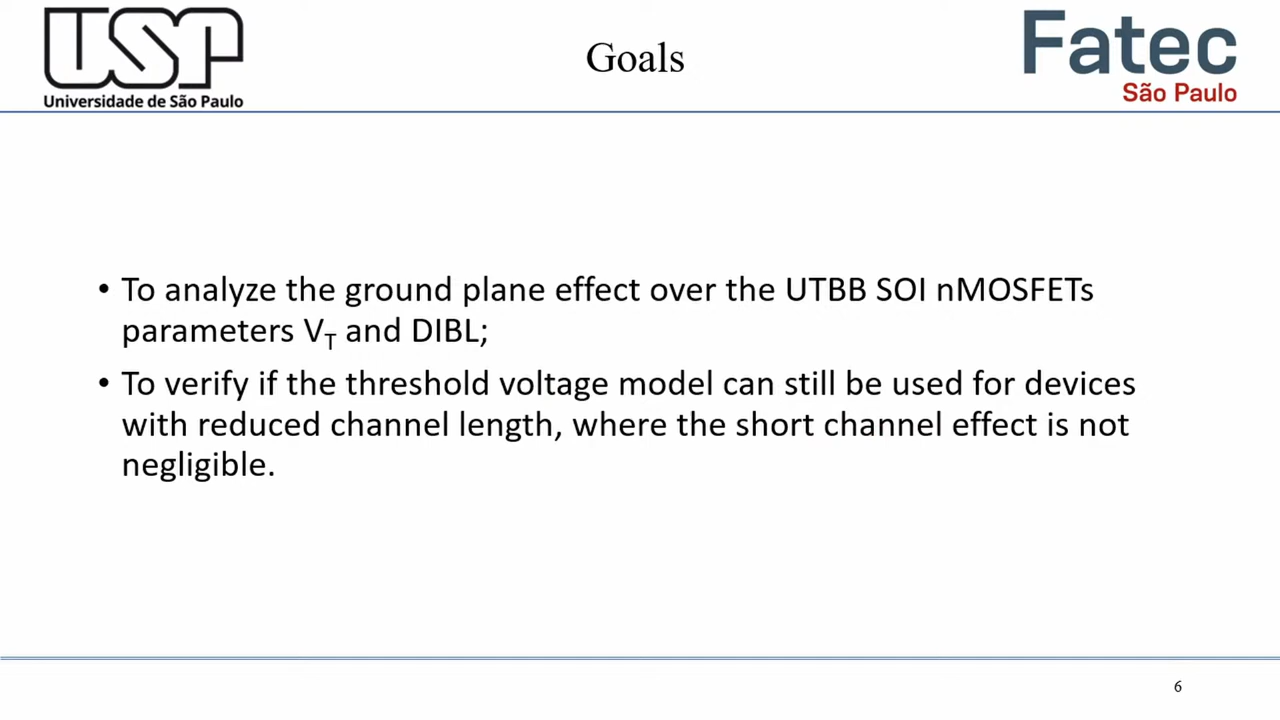 USP
Universidade de São Paulo
Goals
Fatec
São Paulo
• To analyze the ground plane effect over the UTBB SOI nMOSFETs
parameters VT and DIBL;
• To verify if the threshold voltage model can still be used for devices
with reduced channel length, where the short channel effect is not
negligible.
6